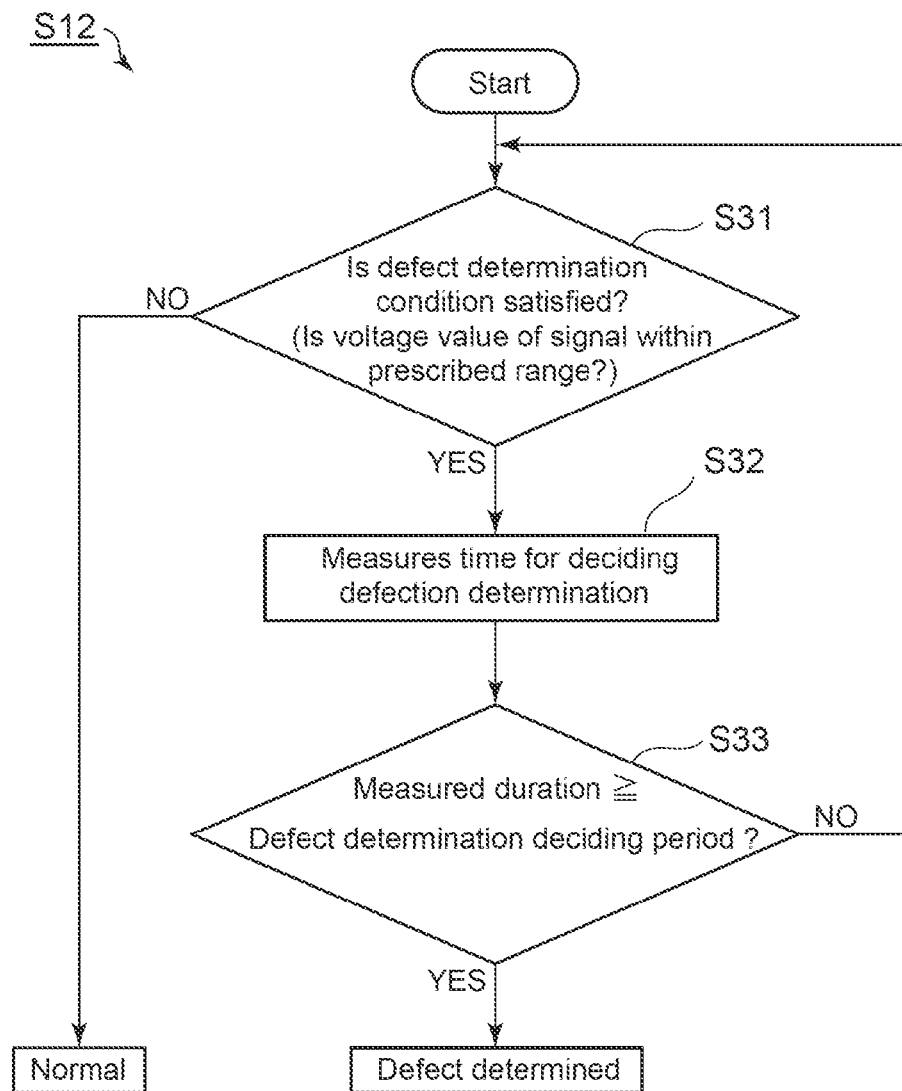 S12
Start
S31
Is defect determination
condition satisfied?
(Is voltage value of signal within
prescribed range?)
NO
YES
S32
Measures time for deciding
defection determination
S33
Measured duration ≧
Defect determination deciding period ?
NO
YES
Normal
Defect determined